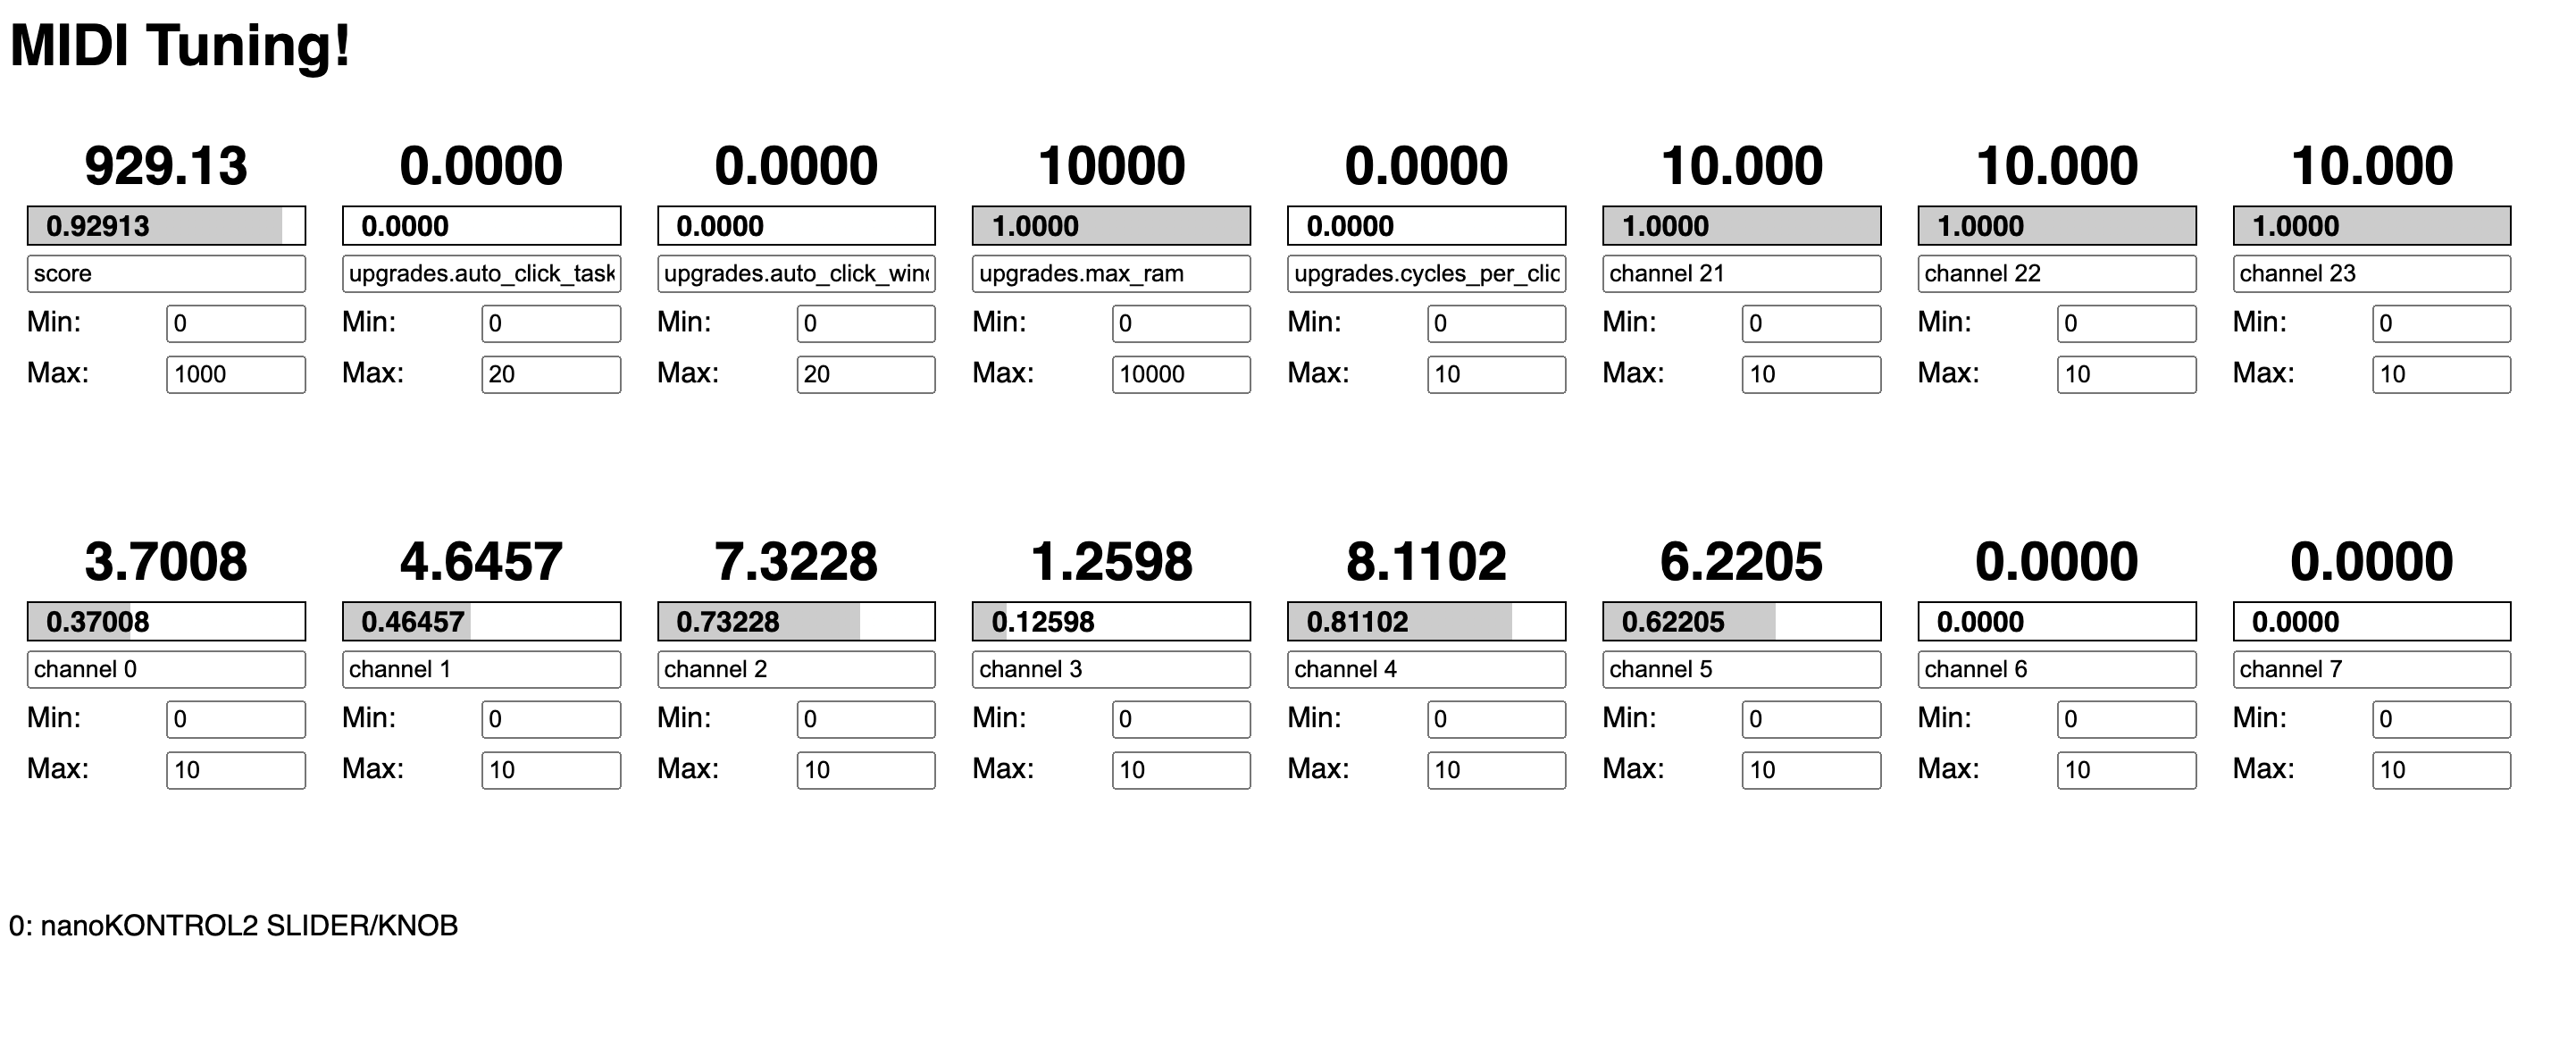 MIDI Tuning!
929.13 0.0000 0.0000 10000 0.0000 10.000 10.000 10.000
0.92913 0.0000 0.0000 1.0000 0.0000 1.0000 1.0000 1.0000
score upgrades.auto_click_task upgrades.auto_click_wind upgrades.max_ram upgrades.cycles_per_clic channel 21 channel 22 channel 23
Min: 0 Min: 0 Min: 0 Min: 0 Min: 0 Min: 0 Min: 0 Min: 0
Max: 1000 Max: 20 Max: 20 Max: 10000 Max: 10 Max: 10 Max: 10 Max: 10
3.7008 4.6457 7.3228 1.2598 8.1102 6.2205 0.0000 0.0000
0.37008 0.46457 0.73228 0.12598 0.81102 0.62205 0.0000 0.0000
channel 0 channel 1 channel 2 channel 3 channel 4 channel 5 channel 6 channel 7
Min: 0 Min: 0 Min: 0 Min: 0 Min: 0 Min: 0 Min: 0 Min: 0
Max: 10 Max: 10 Max: 10 Max: 10 Max: 10 Max: 10 Max: 10 Max: 10
0: nanoKONTROL2 SLIDER/KNOB